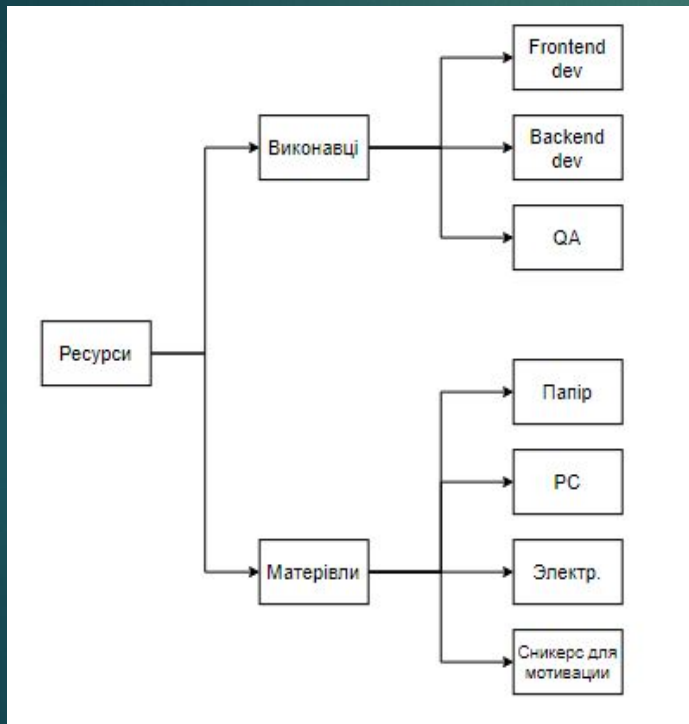 Frontend
dev
Виконавці
Backend
dev
QA
Ресурси
Папір
PC
Матерівли
Электр.
Сникерс для
мотивации